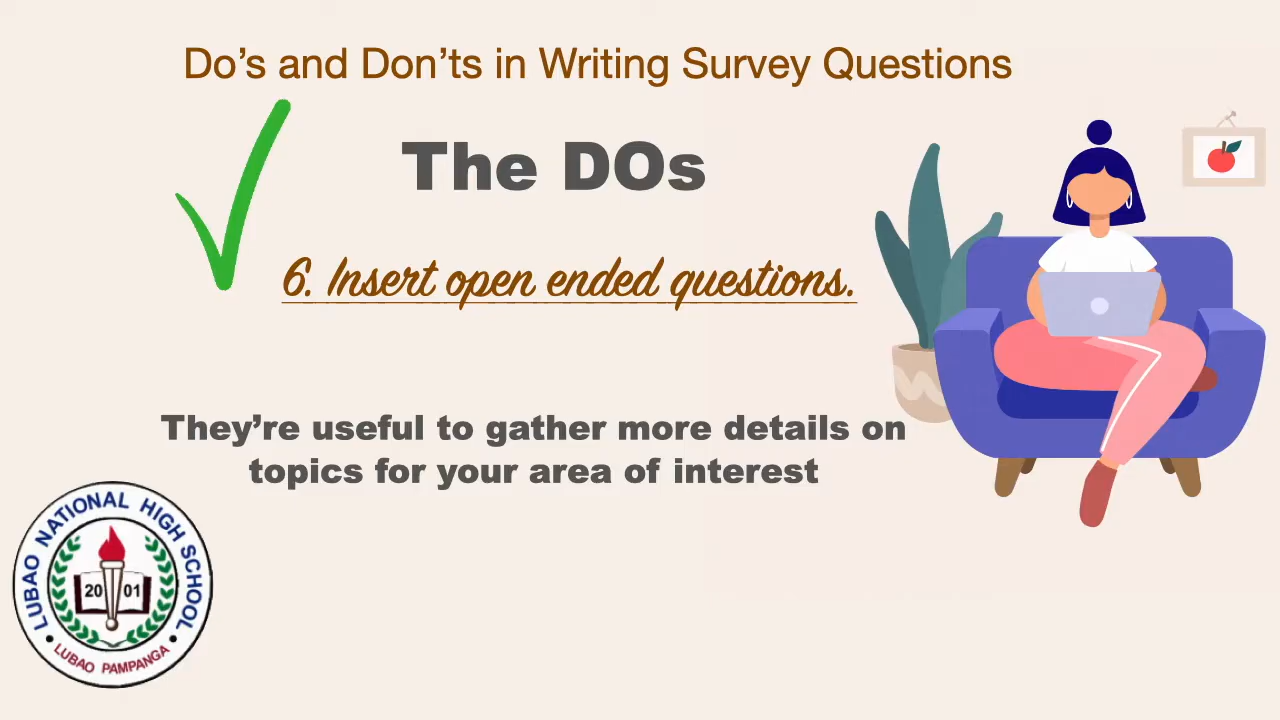 Do's and Don'ts in Writing Survey Questions
The DOs
6. Insert open ended questions.
They're useful to gather more details on
topics for your area of interest
LUBAO NATIONAL HIGH SCHOOL
20 01
LUBAO PAMPANGA